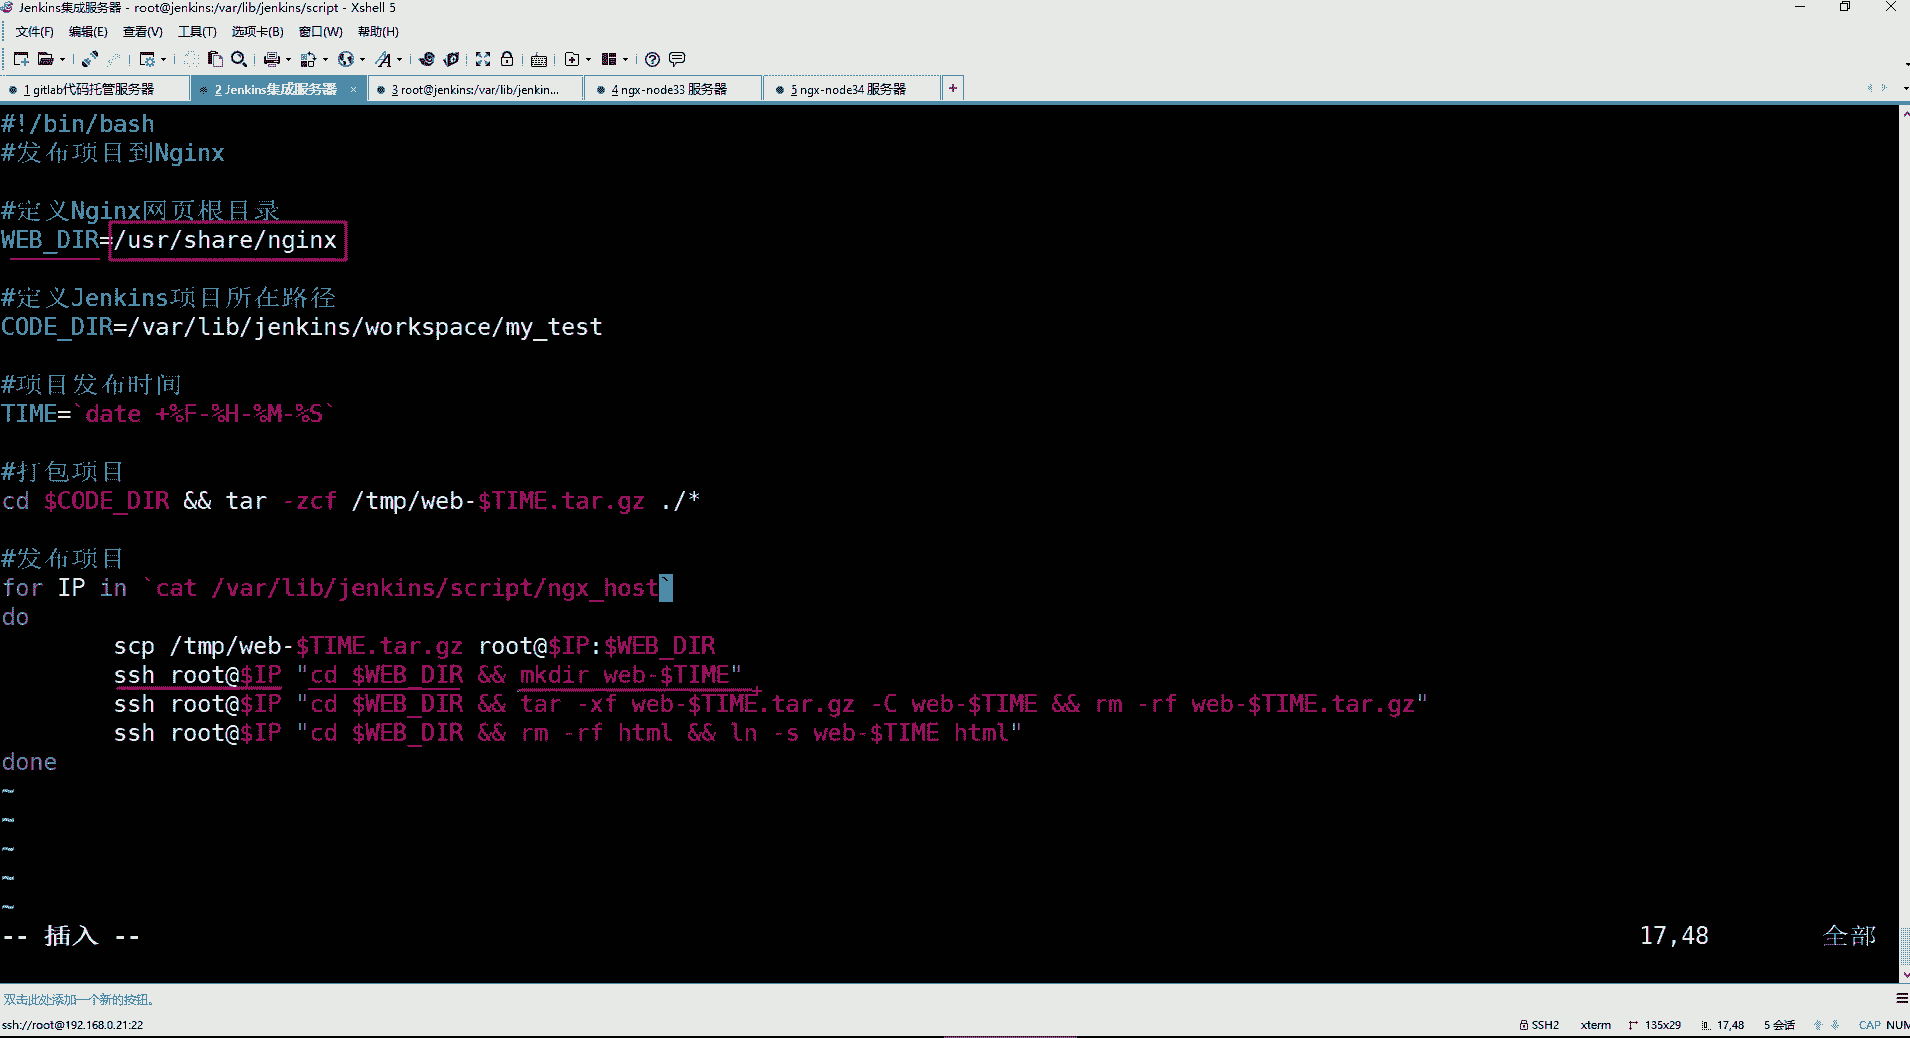 Jenkins集成服务器 - root@jenkins:/var/lib/jenkins/script - Xshell 5
文件(F) 编辑(E) 查看(V) 工具(T) 选项卡(B) 窗口(W) 帮助(H)
1 gitlab代码托管服务器 2 Jenkins集成服务器 × 3 root@jenkins:/var/lib/jenkin... 4 ngx-node33 服务器 5 ngx-node34 服务器 +
#!/bin/bash
#发布项目到Nginx
#定义Nginx网页根目录
WEB_DIR=/usr/share/nginx
#定义Jenkins项目所在路径
CODE_DIR=/var/lib/jenkins/workspace/my_test
#项目发布时间
TIME=`date +%F-%H-%M-%S`
#打包项目
cd $CODE_DIR && tar -zcf /tmp/web-$TIME.tar.gz ./*
#发布项目
for IP in `cat /var/lib/jenkins/script/ngx_host`
do
scp /tmp/web-$TIME.tar.gz root@$IP:$WEB_DIR
ssh root@$IP "cd $WEB_DIR && mkdir web-$TIME"
ssh root@$IP "cd $WEB_DIR && tar -xf web-$TIME.tar.gz -C web-$TIME && rm -rf web-$TIME.tar.gz"
ssh root@$IP "cd $WEB_DIR && rm -rf html && ln -s web-$TIME html"
done
~
~
~
~
~
-- 插入 -- 17,48 全部
双击此处添加一个新的按钮。
ssh://root@192.168.0.21:22 SSH2 xterm 135x29 17,48 5 会话 CAP NUM